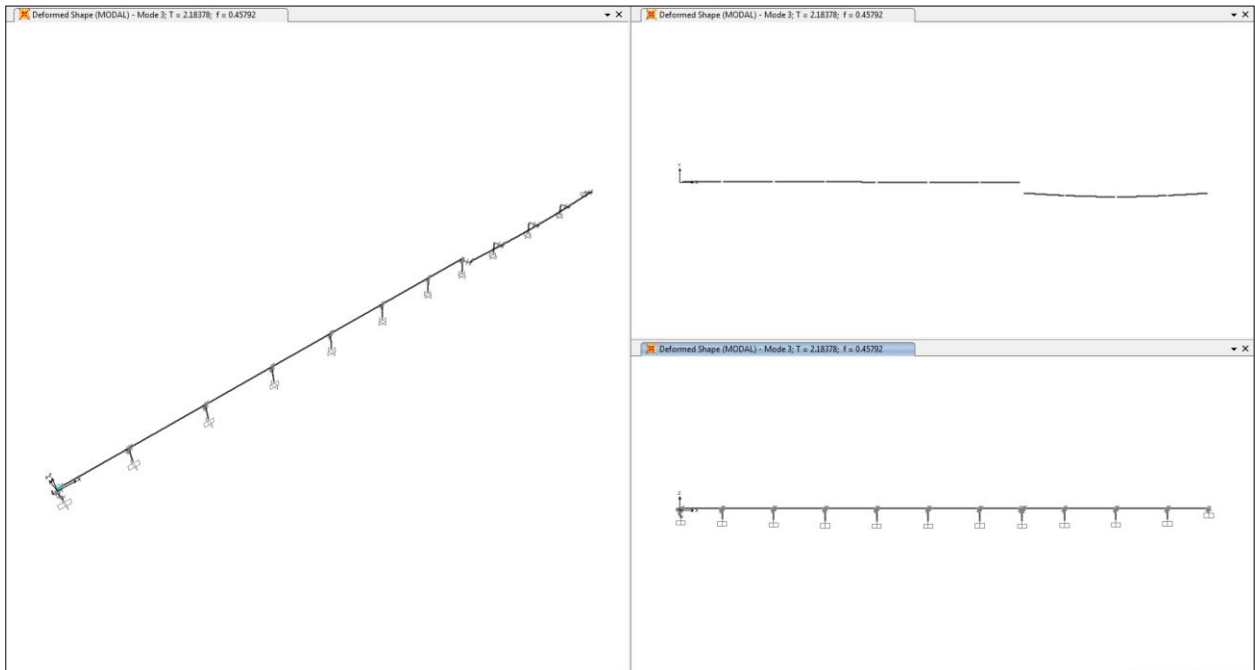 Deformed Shape (MODAL) - Mode 3; T = 2.18378; f = 0.45792
Deformed Shape (MODAL) - Mode 3; T = 2.18378; f = 0.45792
Deformed Shape (MODAL) - Mode 3; T = 2.18378; f = 0.45792